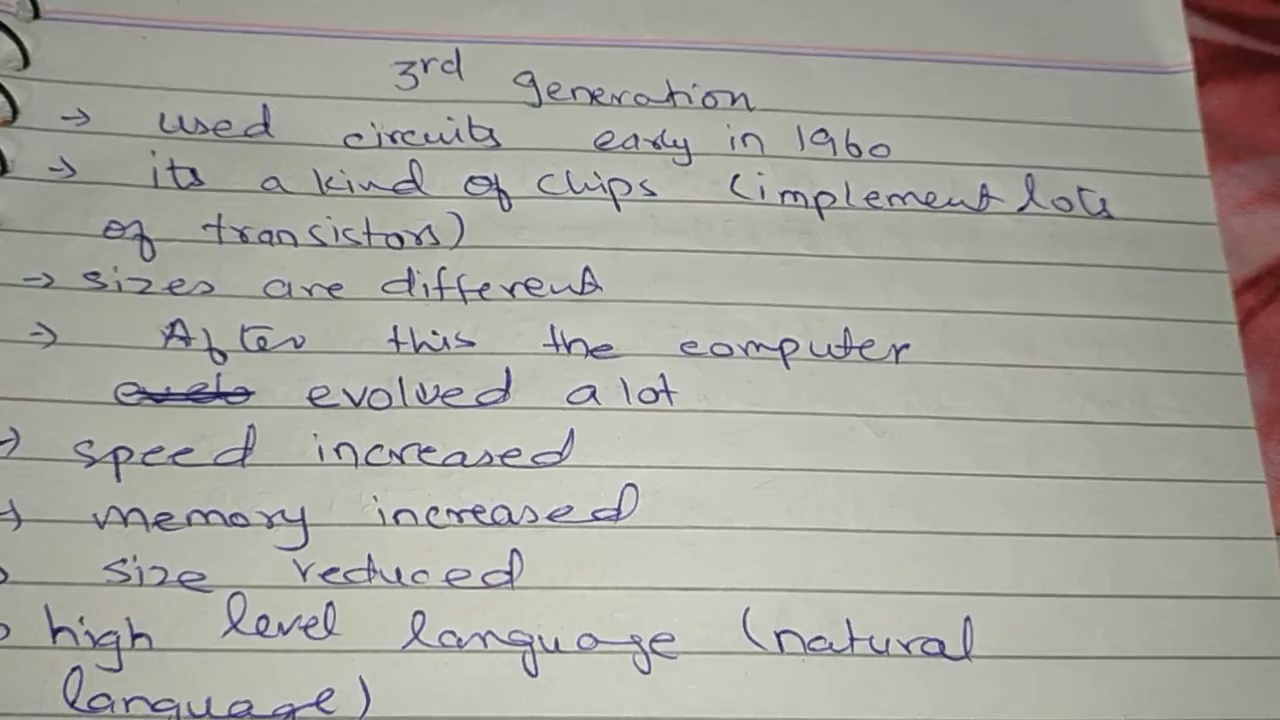 3rd generation
→ used circuits early in 1960
→ its a kind of chips (implement lots
of transistors)
→ sizes are different
→ After this the computer
evolved a lot
→ speed increased
→ memory increased
size reduced
high level language (natural
language)